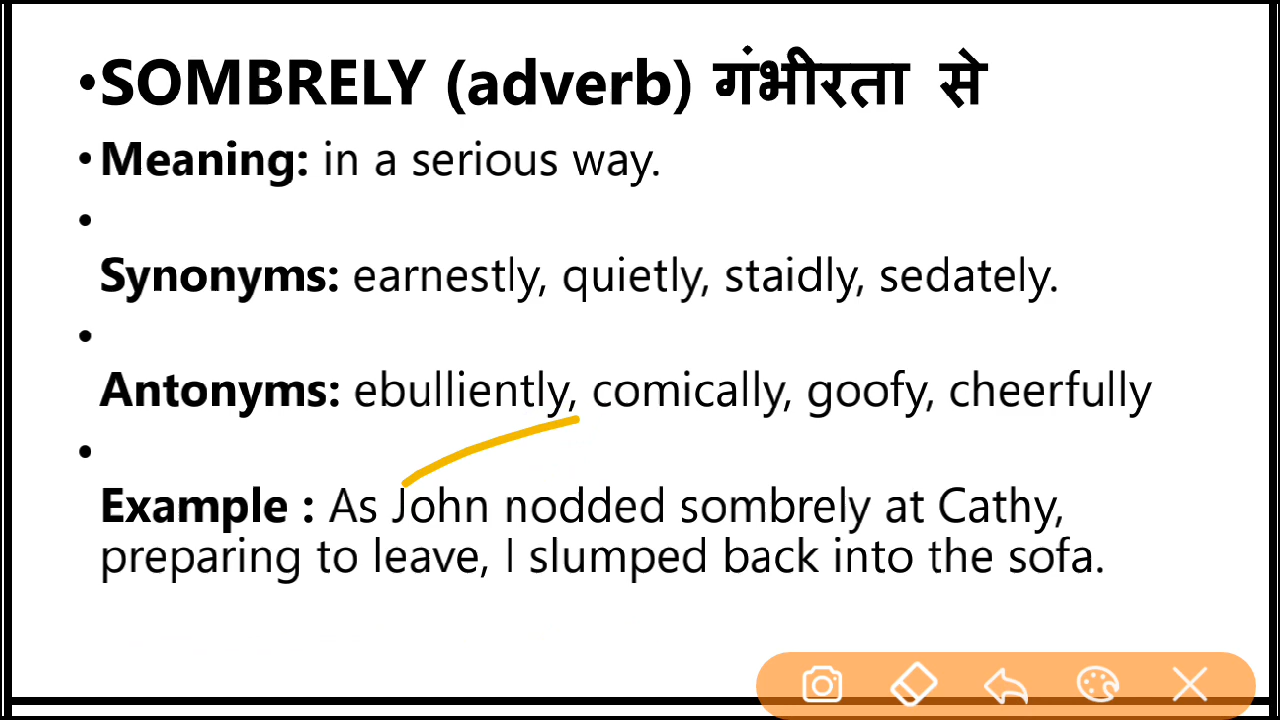 •SOMBRELY (adverb) गंभीरता से
•Meaning: in a serious way.
•
Synonyms: earnestly, quietly, staidly, sedately.
•
Antonyms: ebulliently, comically, goofy, cheerfully
•
Example : As John nodded sombrely at Cathy,
preparing to leave, I slumped back into the sofa.